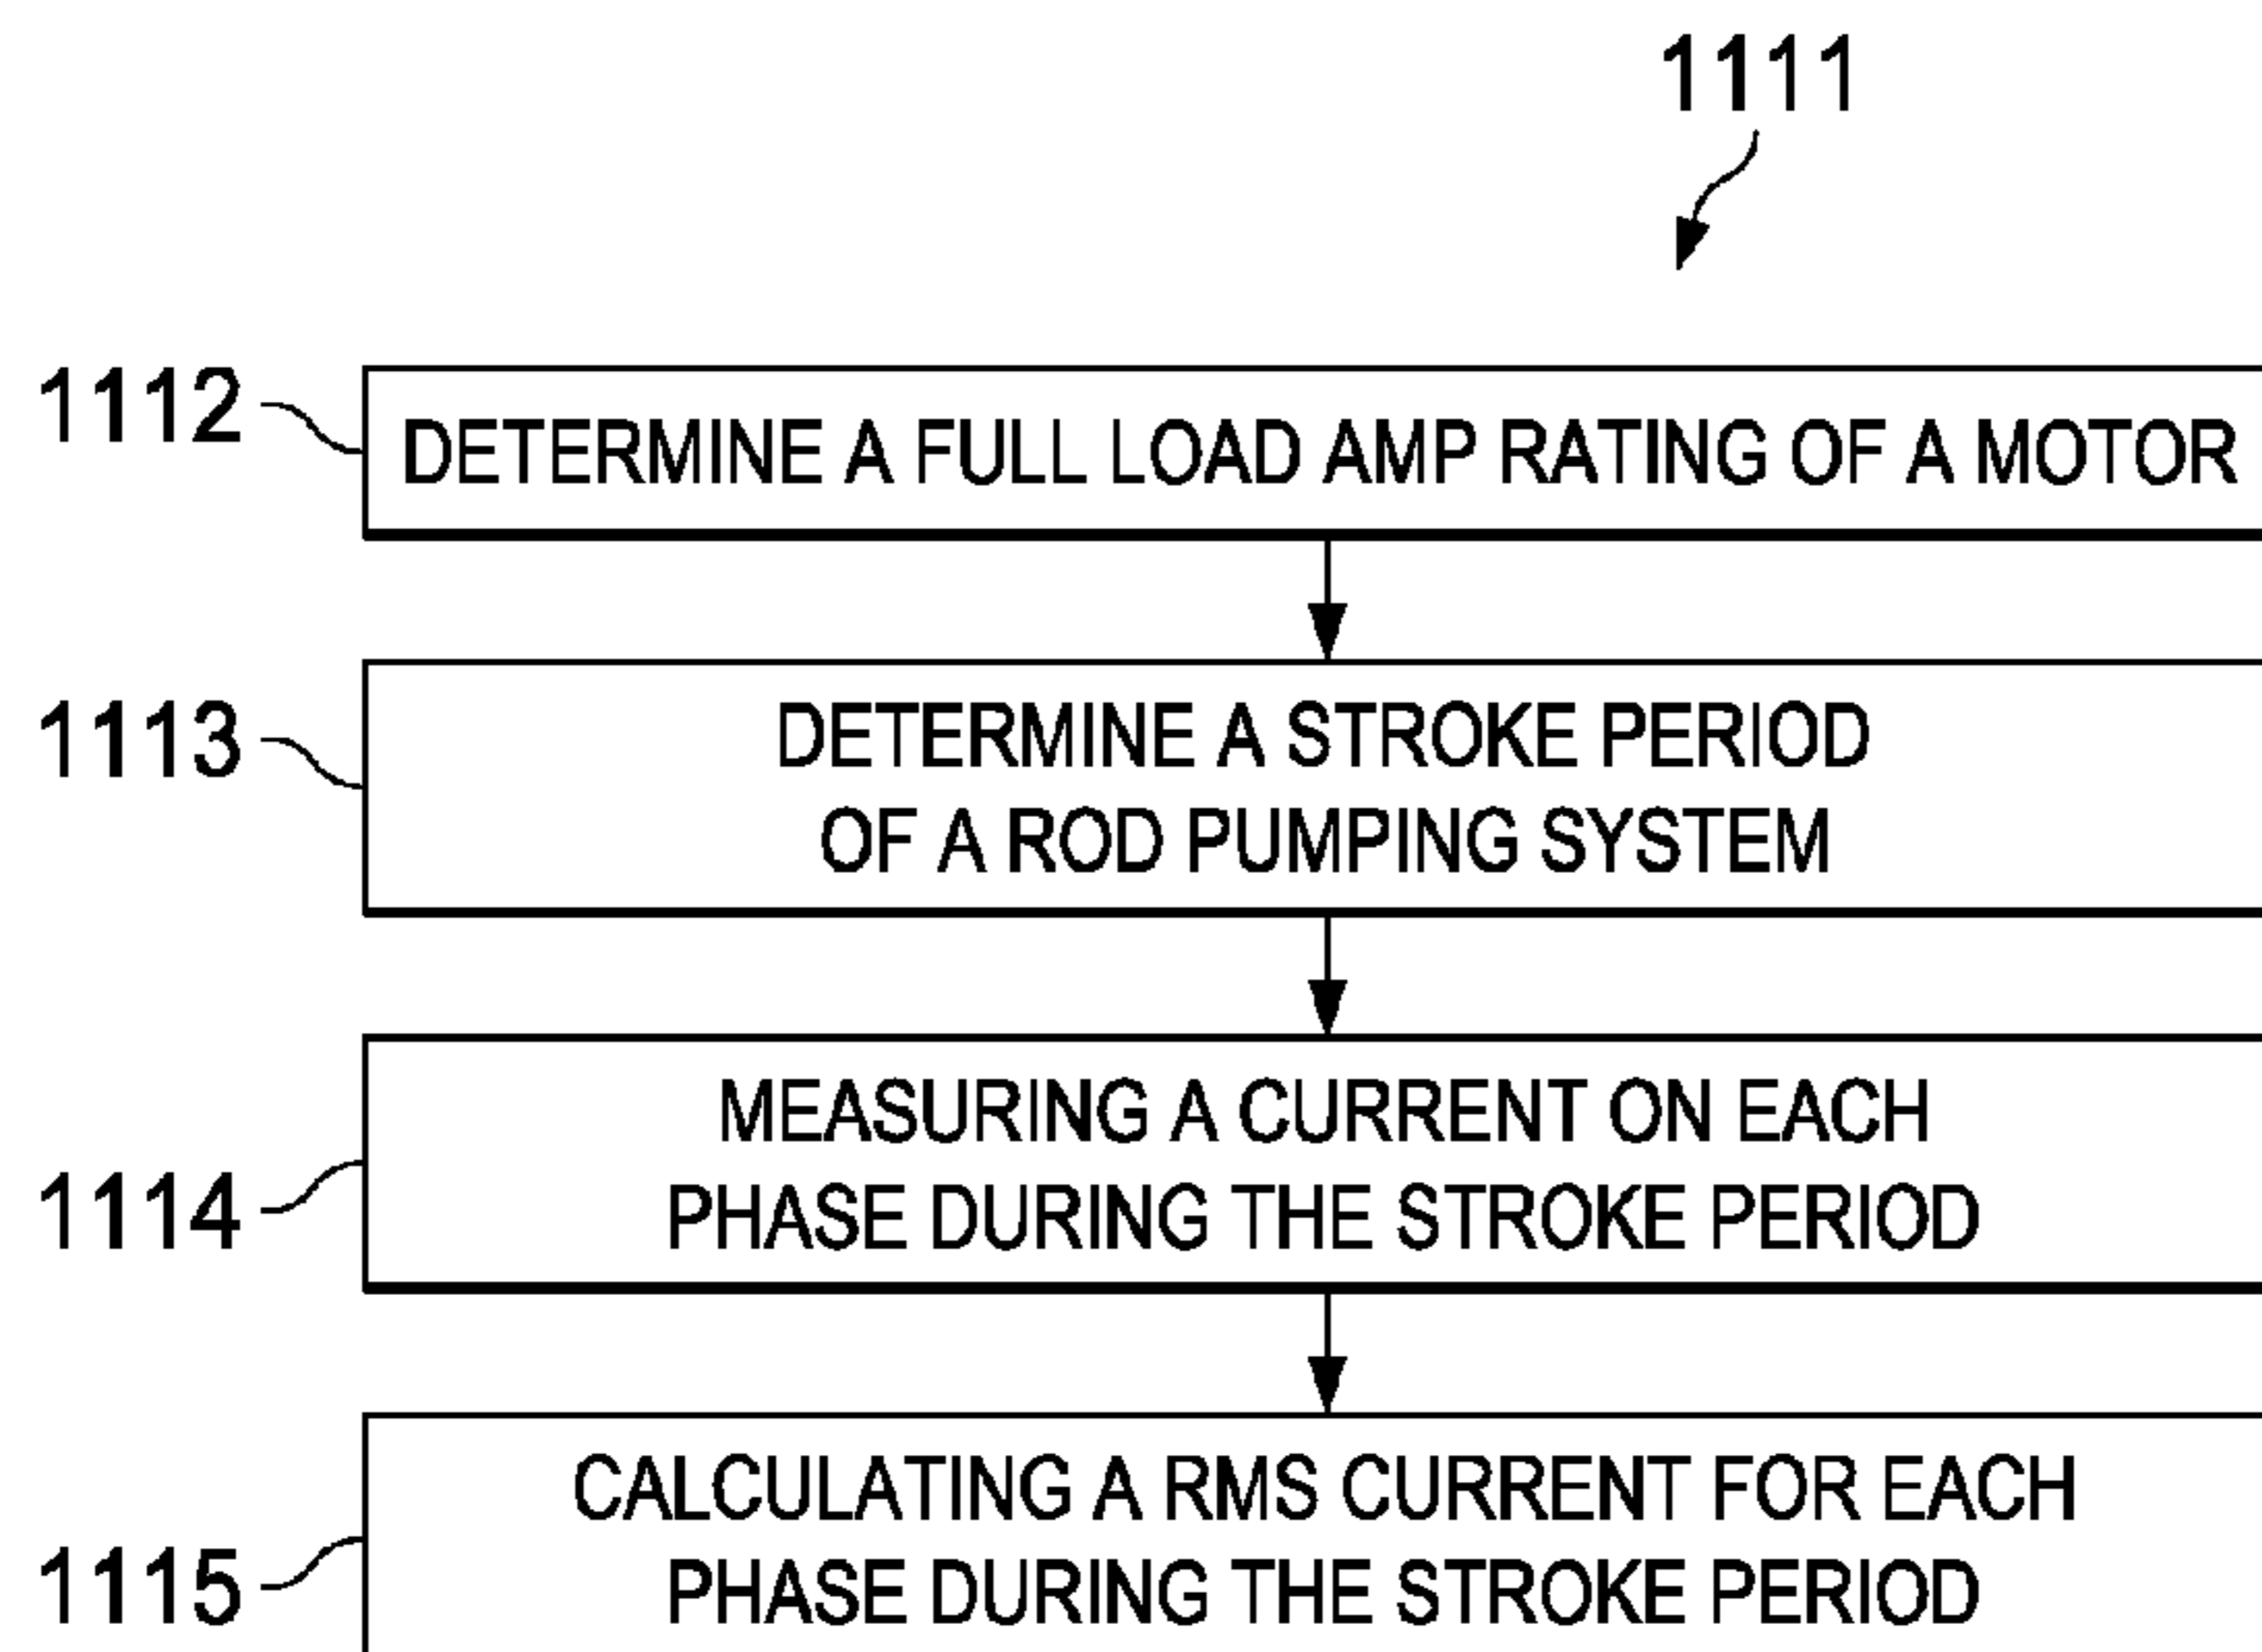 1111
1112
DETERMINE A FULL LOAD AMP RATING OF A MOTOR
1113
DETERMINE A STROKE PERIOD
OF A ROD PUMPING SYSTEM
1114
MEASURING A CURRENT ON EACH
PHASE DURING THE STROKE PERIOD
1115
CALCULATING A RMS CURRENT FOR EACH
PHASE DURING THE STROKE PERIOD